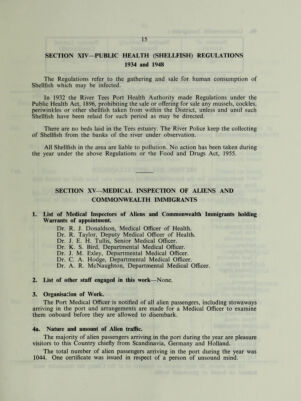 15
SECTION XIV—PUBLIC HEALTH (SHELLFISH) REGULATIONS
1934 and 1948
The Regulations refer to the gathering and sale for human consumption of
Shellfish which may be infected.
In 1932 the River Tees Port Health Authority made Regulations under the
Public Health Act, 1896, prohibiting the sale or offering for sale any mussels, cockles,
periwinkles or other shellfish taken from within the District, unless and until such
Shellfish have been relaid for such period as may be directed.
There are no beds laid in the Tees estuary. The River Police keep the collecting
of Shellfish from the banks of the river under observation.
All Shellfish in the area are liable to pollution. No action has been taken during
the year under the above Regulations or the Food and Drugs Act, 1955.
SECTION XV—MEDICAL INSPECTION OF ALIENS AND
COMMONWEALTH IMMIGRANTS
1. List of Medical Inspectors of Aliens and Commonwealth Immigrants holding
Warrants of appointment.
Dr. R. J. Donaldson, Medical Officer of Health.
Dr. R. Taylor, Deputy Medical Officer of Health.
Dr. J. E. H. Tullis, Senior Medical Officer.
Dr. K. S. Bird, Departmental Medical Officer.
Dr. J. M. Exley, Departmental Medical Officer.
Dr. C. A. Hodge, Departmental Medical Officer.
Dr. A. R. McNaughton, Departmental Medical Officer.
2. List of other staff engaged in this work—None.
3. Organisation of Work.
The Port Medical Officer is notified of all alien passengers, including stowaways
arriving in the port and arrangements are made for a Medical Officer to examine
them onboard before they are allowed to disembark.
4a. Nature and amount of Alien traffic.
The majority of alien passengers arriving in the port during the year are pleasure
visitors to this Country chiefly from Scandinavia, Germany and Holland.
The total number of alien passengers arriving in the port during the year was
1044. One certificate was issued in respect of a person of unsound mind.